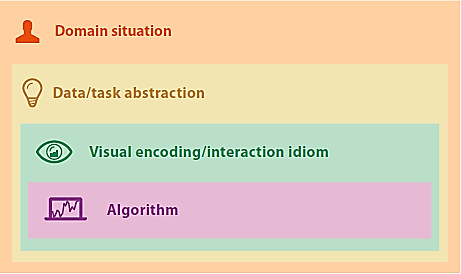 Domain situation
Data/task abstraction
Visual encoding/interaction idiom
Algorithm